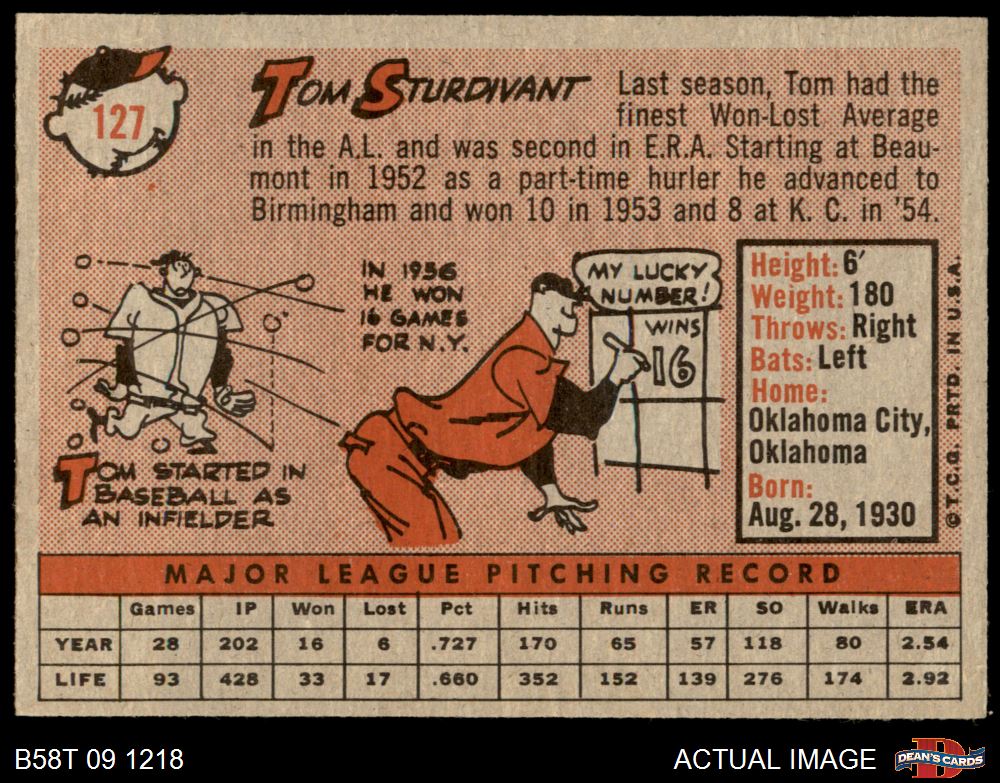 127
TOM STURDIVANT
Last season, Tom had the
finest Won-Lost Average
in the A.L. and was second in E.R.A. Starting at Beau-
mont in 1952 as a part-time hurler he advanced to
Birmingham and won 10 in 1953 and 8 at K. C. in '54.
TOM STARTED IN
BASEBALL AS
AN INFIELDER
IN 1956
HE WON
16 GAMES
FOR N.Y.
MY LUCKY
NUMBER!
WINS
16
Height: 6'
Weight: 180
Throws: Right
Bats: Left
Home:
Oklahoma City,
Oklahoma
Born:
Aug. 28, 1930
© T.C.G. PRTD. IN U.S.A.
MAJOR LEAGUE PITCHING RECORD
Games IP Won Lost Pct Hits Runs ER SO Walks ERA
YEAR 28 202 16 6 .727 170 65 57 118 80 2.54
LIFE 93 428 33 17 .660 352 152 139 276 174 2.92
B58T 09 1218
ACTUAL IMAGE
DEAN'S CARDS